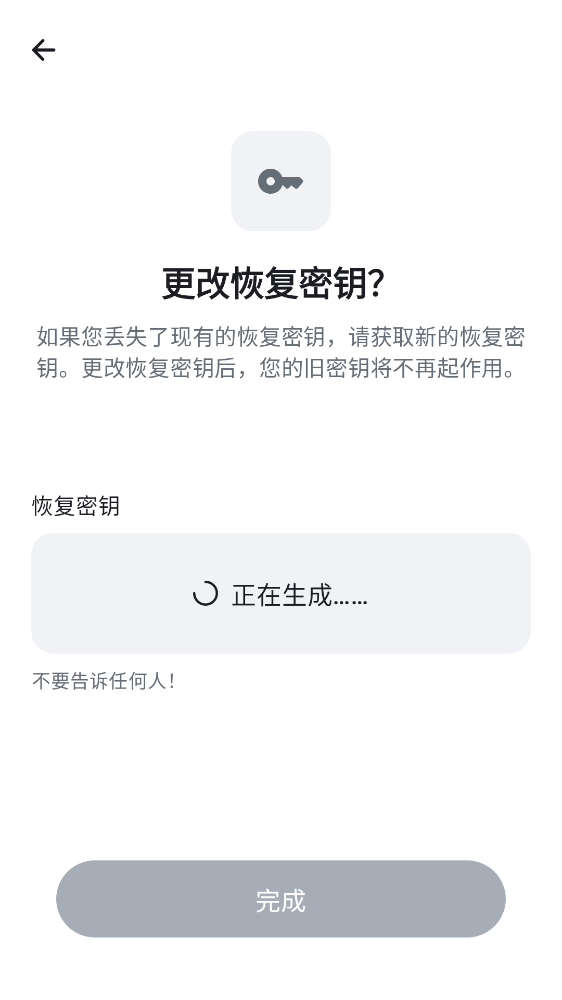 更改恢复密钥？
如果您丢失了现有的恢复密钥，请获取新的恢复密
钥。更改恢复密钥后，您的旧密钥将不再起作用。
恢复密钥
正在生成……
不要告诉任何人！
完成